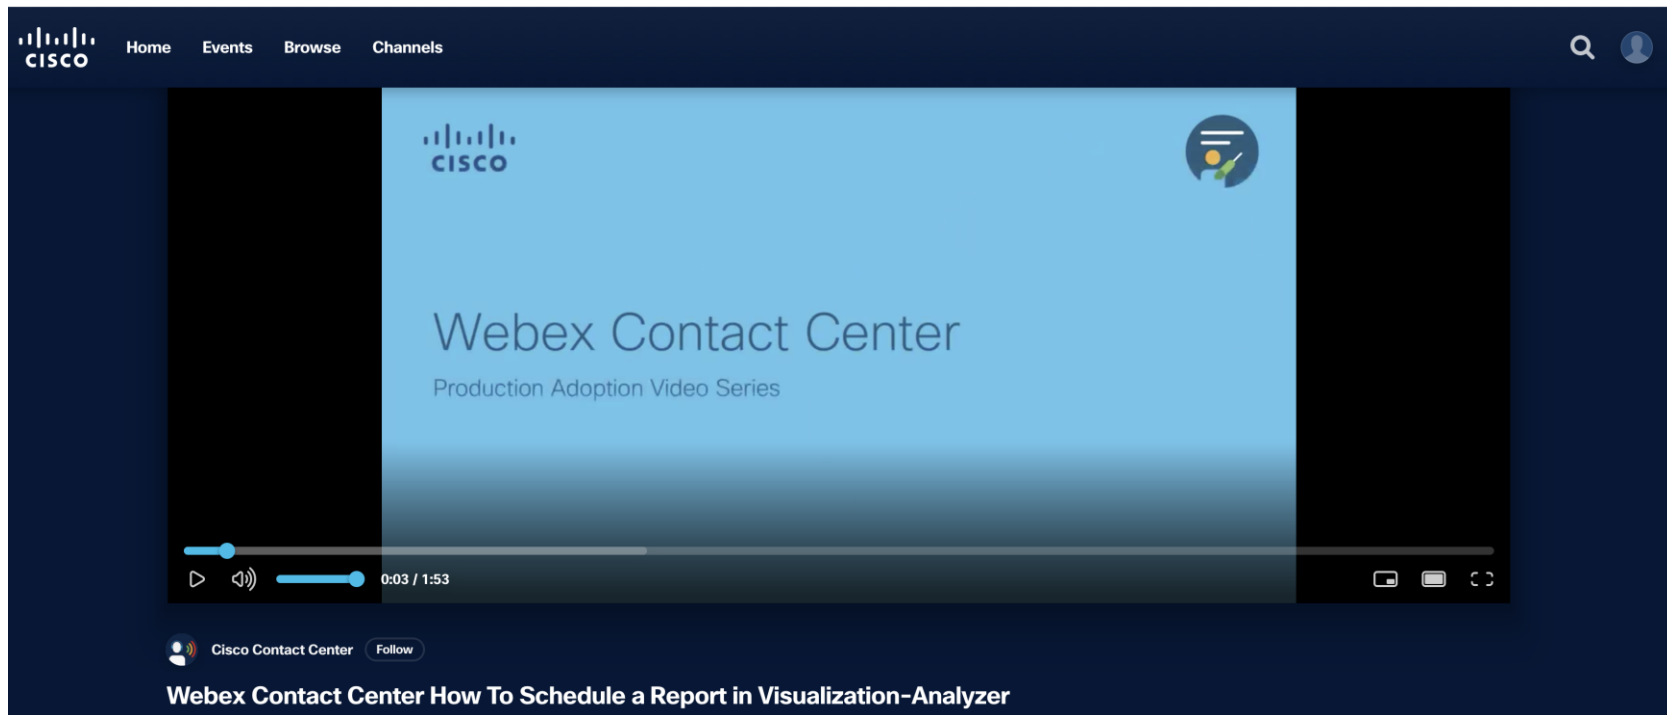 CISCO
Home Events Browse Channels
CISCO
Webex Contact Center
Production Adoption Video Series
0:03 / 1:53
Cisco Contact Center Follow
Webex Contact Center How To Schedule a Report in Visualization-Analyzer